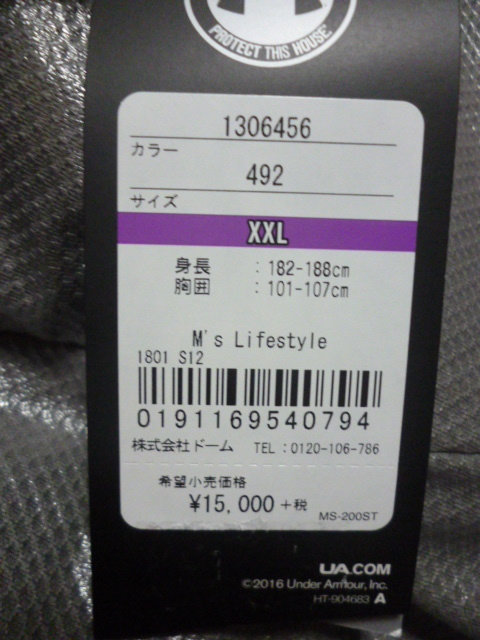 PROTECT THIS HOUSE.
1306456
カラー
492
サイズ
XXL
身長 : 182-188cm
胸囲 : 101-107cm
M's Lifestyle
1801 S12
0191169540794
株式会社ドーム TEL:0120-106-786
希望小売価格
¥15,000+税
MS-200ST
UA.COM
©2016 Under Armour, Inc.
HT-904683 A